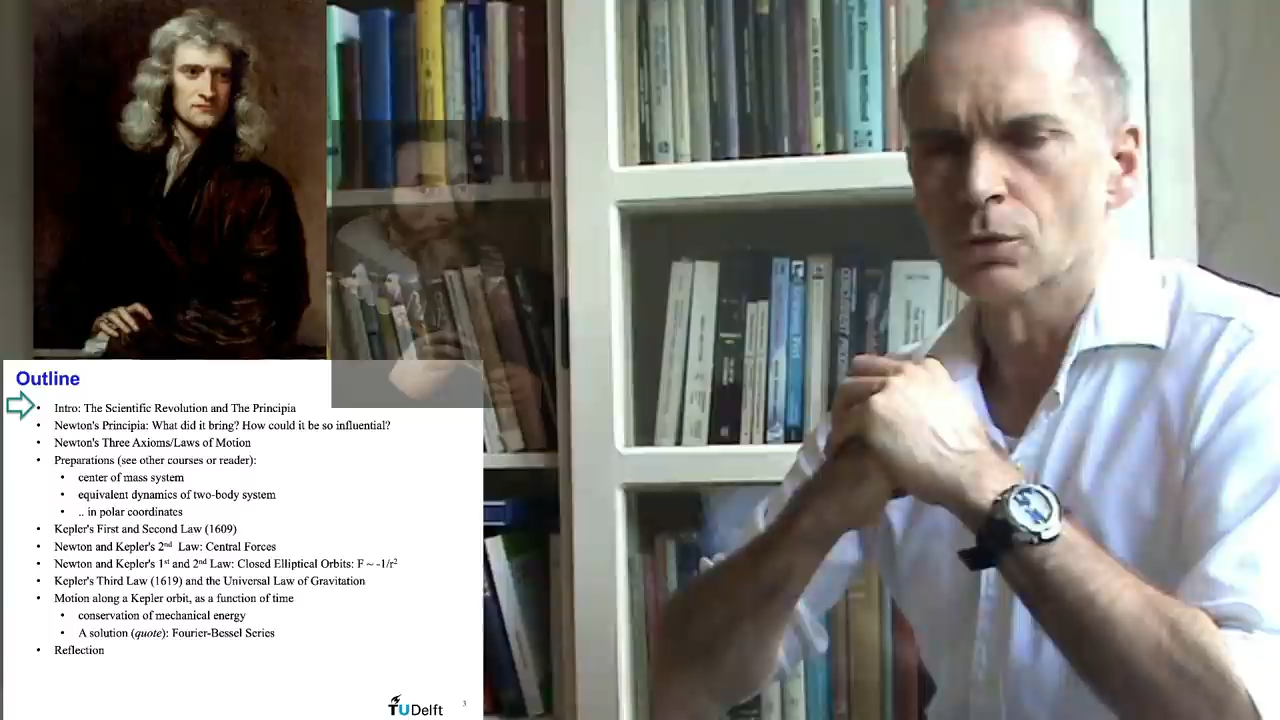 Outline
• Intro: The Scientific Revolution and The Principia
• Newton's Principia: What did it bring? How could it be so influential?
• Newton's Three Axioms/Laws of Motion
• Preparations (see other courses or reader):
• center of mass system
• equivalent dynamics of two-body system
• .. in polar coordinates
• Kepler's First and Second Law (1609)
• Newton and Kepler's 2nd Law: Central Forces
• Newton and Kepler's 1st and 2nd Law: Closed Elliptical Orbits: F ~ -1/r²
• Kepler's Third Law (1619) and the Universal Law of Gravitation
• Motion along a Kepler orbit, as a function of time
• conservation of mechanical energy
• A solution (quote): Fourier-Bessel Series
• Reflection
TUDelft
3